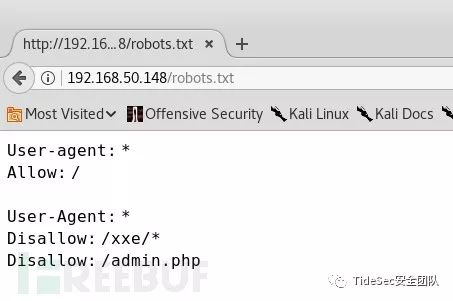 http://192.16...8/robots.txt
192.168.50.148/robots.txt
Most Visited
Offensive Security
Kali Linux
Kali Docs
User-agent: *
Allow: /
User-Agent: *
Disallow: /xxe/*
Disallow: /admin.php
FREEBUF
TideSec安全团队